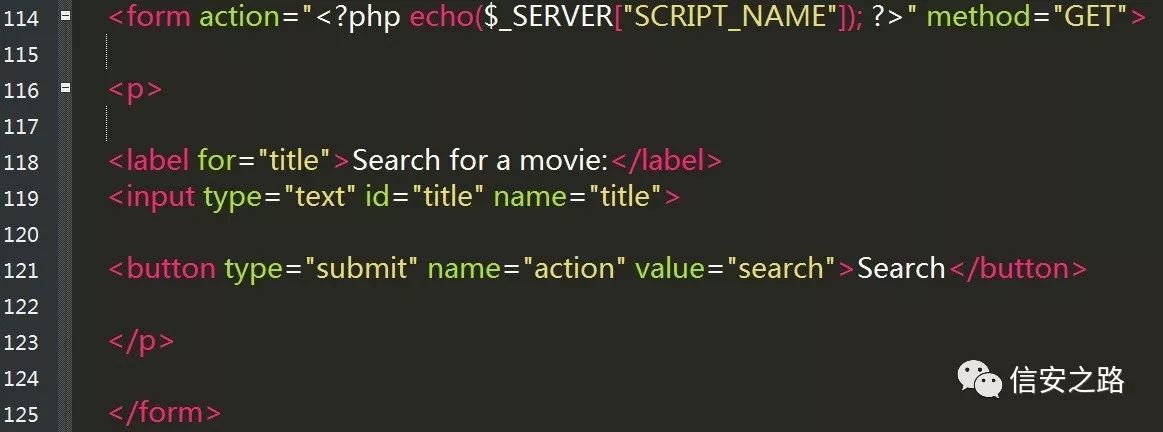 114 <form action="<?php echo($_SERVER["SCRIPT_NAME"]); ?>" method="GET">
115
116 <p>
117
118 <label for="title">Search for a movie:</label>
119 <input type="text" id="title" name="title">
120
121 <button type="submit" name="action" value="search">Search</button>
122
123 </p>
124
信安之路
125 </form>